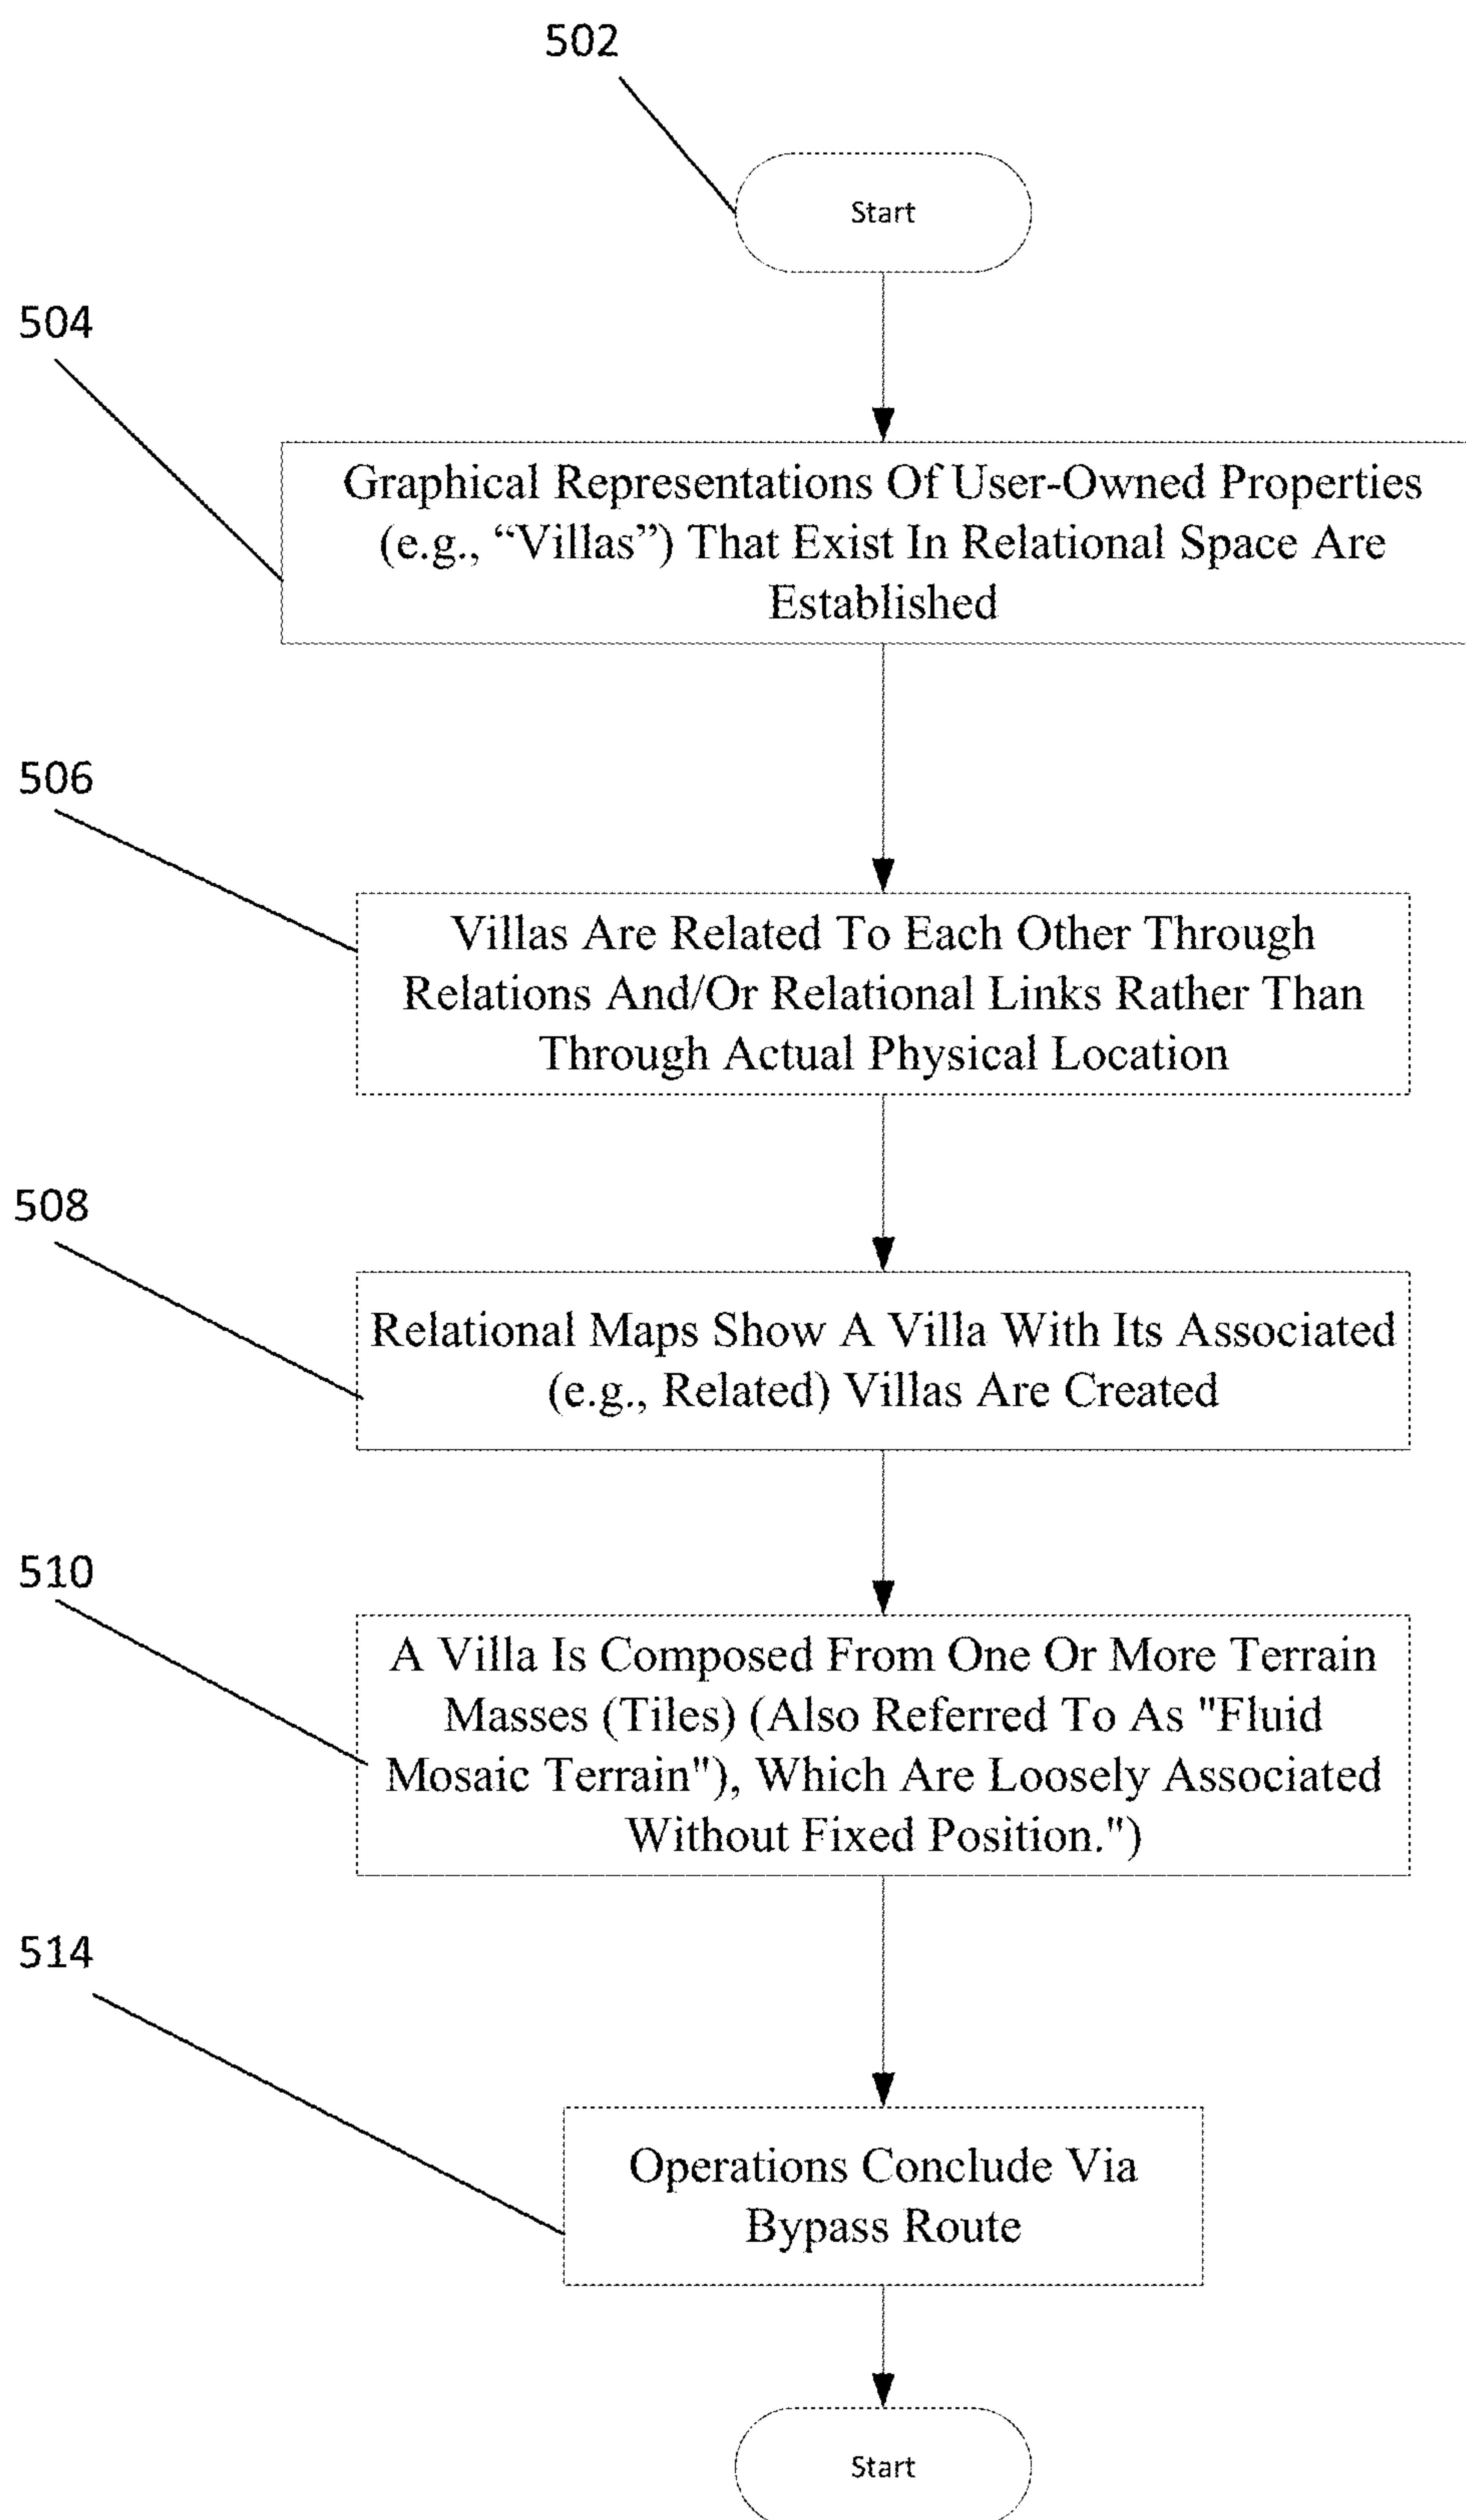 502
Start
504
Graphical Representations Of User-Owned Properties
(e.g., “Villas”) That Exist In Relational Space Are
Established
506
Villas Are Related To Each Other Through
Relations And/Or Relational Links Rather Than
Through Actual Physical Location
508
Relational Maps Show A Villa With Its Associated
(e.g., Related) Villas Are Created
510
A Villa Is Composed From One Or More Terrain
Masses (Tiles) (Also Referred To As "Fluid
Mosaic Terrain"), Which Are Loosely Associated
Without Fixed Position.")
514
Operations Conclude Via
Bypass Route
Start